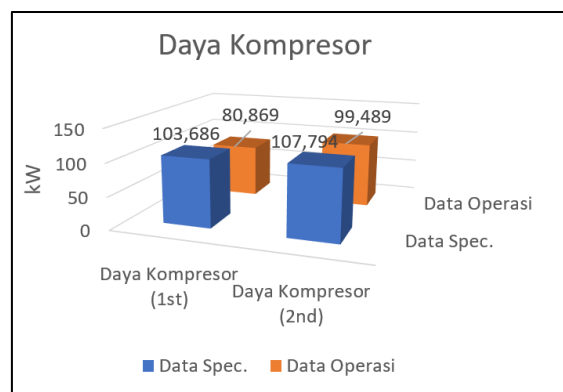 Daya Kompresor
kW
150
100
50
0
103,686
80,869
107,794
99,489
Data Operasi
Data Spec.
Daya Kompresor
(1st)
Daya Kompresor
(2nd)
Data Spec.
Data Operasi